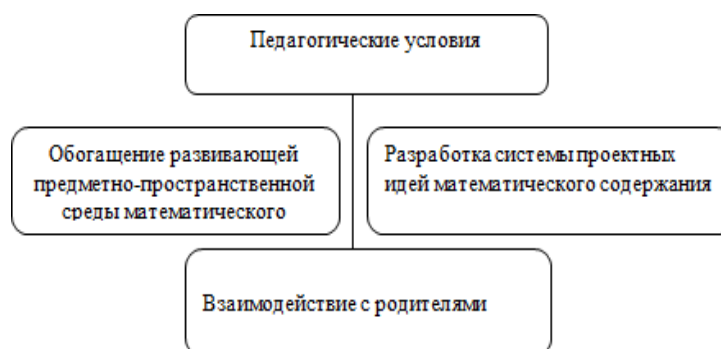 Педагогические условия
Обогащение развивающей
предметно-пространственной
среды математического
Разработка системы проектных
идей математического содержания
Взаимодействие с родителями